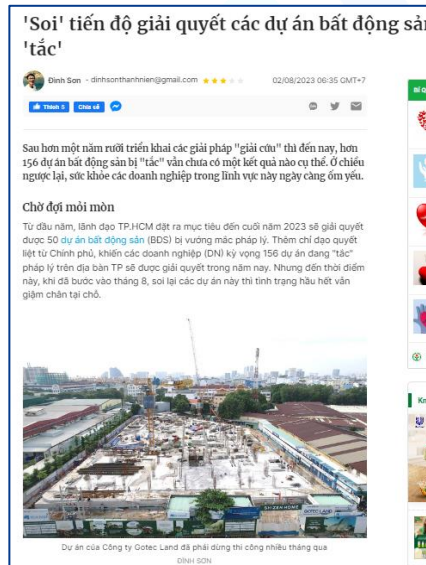 'Soi' tiến độ giải quyết các dự án bất động sản
'tắc'
Đình Sơn - dinhsonthanhnien@gmail.com
02/08/2023 06:35 GMT+7
Thích 5 Chia sẻ
Sau hơn một năm rưỡi triển khai các giải pháp "giải cứu" thì đến nay, hơn
156 dự án bất động sản bị "tắc" vẫn chưa có một kết quả nào cụ thể. Ở chiều
ngược lại, sức khỏe các doanh nghiệp trong lĩnh vực này ngày càng ốm yếu.
Chờ đợi mỏi mòn
Từ đầu năm, lãnh đạo TP.HCM đặt ra mục tiêu đến cuối năm 2023 sẽ giải quyết
được 50 dự án bất động sản (BĐS) bị vướng mắc pháp lý. Thêm chỉ đạo quyết
liệt từ Chính phủ, khiến các doanh nghiệp (DN) kỳ vọng 156 dự án đang "tắc"
pháp lý trên địa bàn TP sẽ được giải quyết trong năm nay. Nhưng đến thời điểm
này, khi đã bước vào tháng 8, soi lại các dự án này thì tình trạng hầu hết vẫn
giậm chân tại chỗ.
GOTEC LAND
Dự án của Công ty Gotec Land đã phải dừng thi công nhiều tháng qua
ĐÌNH SƠN